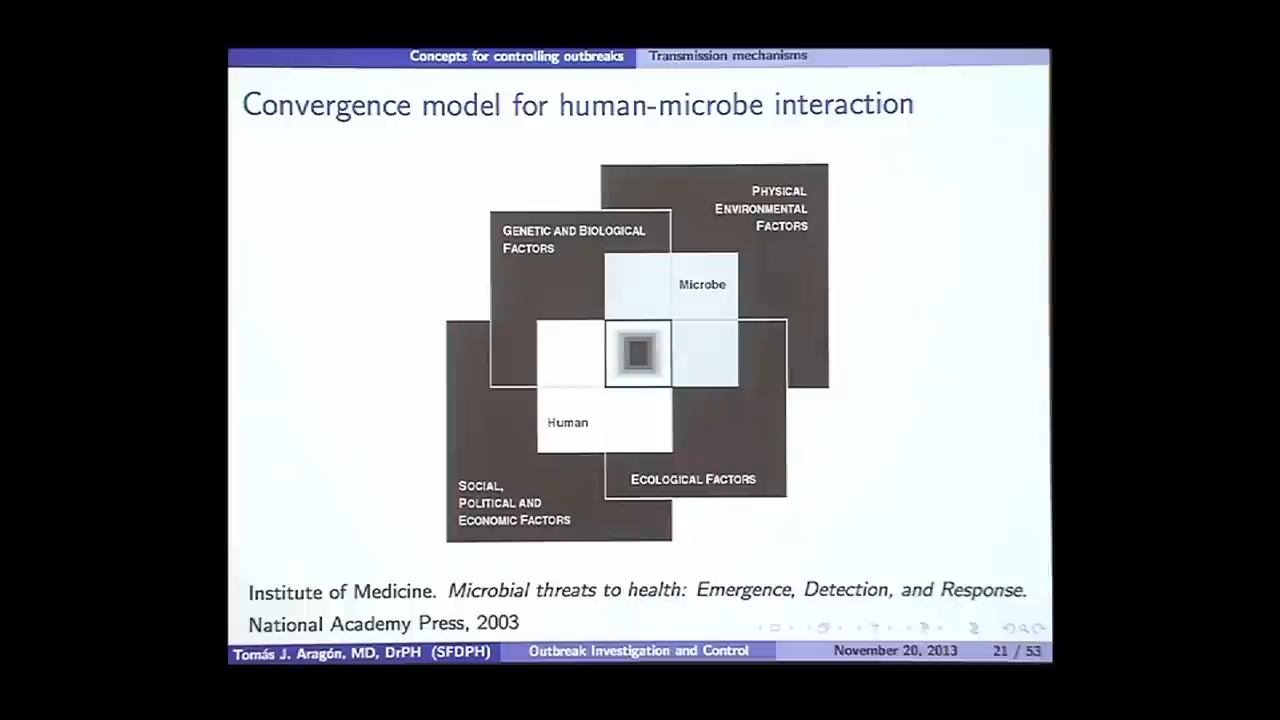 Concepts for controlling outbreaks Transmission mechanisms
Convergence model for human-microbe interaction
PHYSICAL
ENVIRONMENTAL
FACTORS
GENETIC AND BIOLOGICAL
FACTORS
Microbe
Human
ECOLOGICAL FACTORS
SOCIAL,
POLITICAL AND
ECONOMIC FACTORS
Institute of Medicine. Microbial threats to health: Emergence, Detection, and Response.
National Academy Press, 2003
Tomás J. Aragón, MD, DrPH (SFDPH) Outbreak Investigation and Control November 20, 2013 21 / 53